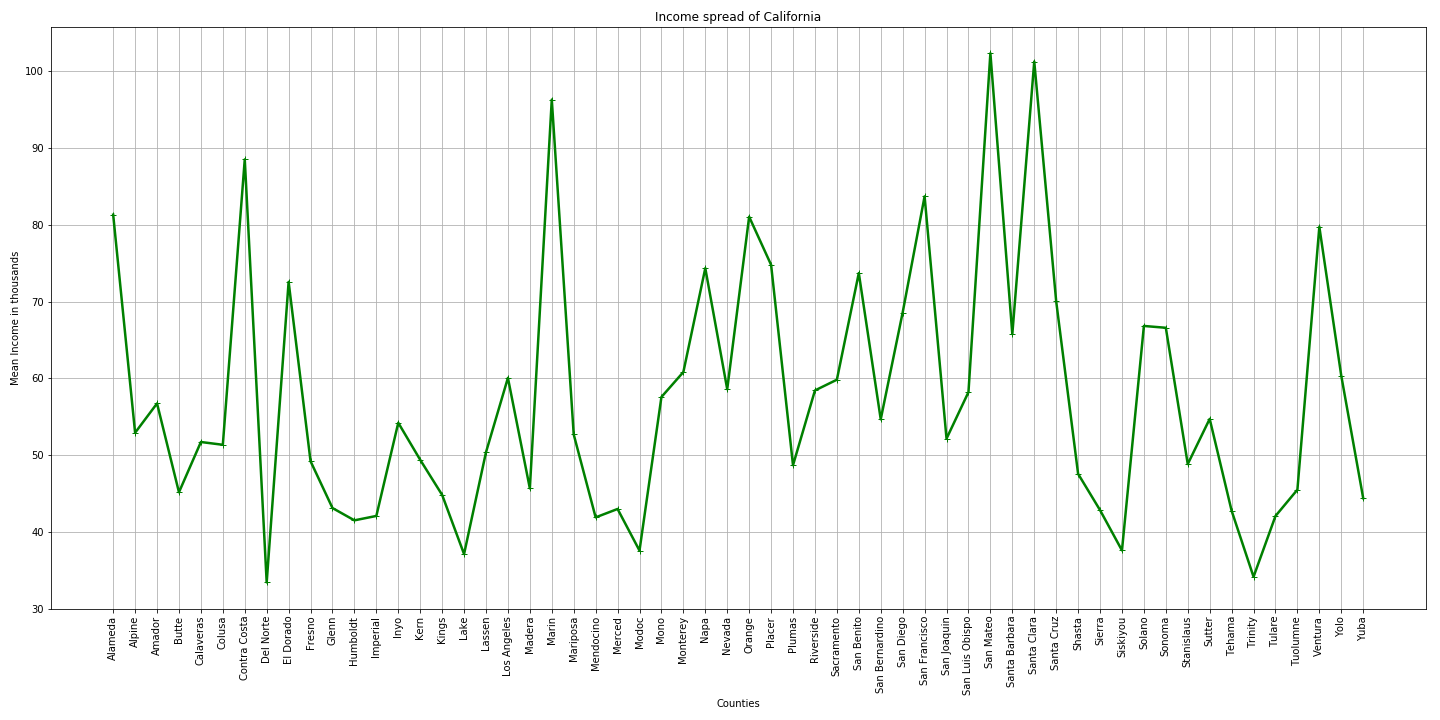 Income spread of California
Mean Income in thousands
100
90
80
70
60
50
40
30
Alameda
Alpine
Amador
Butte
Calaveras
Colusa
Contra Costa
Del Norte
El Dorado
Fresno
Glenn
Humboldt
Imperial
Inyo
Kern
Kings
Lake
Lassen
Los Angeles
Madera
Marin
Mariposa
Mendocino
Merced
Modoc
Mono
Monterey
Napa
Nevada
Orange
Placer
Plumas
Riverside
Sacramento
San Benito
San Bernardino
San Diego
San Francisco
San Joaquin
San Luis Obispo
San Mateo
Santa Barbara
Santa Clara
Santa Cruz
Shasta
Sierra
Siskiyou
Solano
Sonoma
Stanislaus
Sutter
Tehama
Trinity
Tulare
Tuolumne
Ventura
Yolo
Yuba
Counties